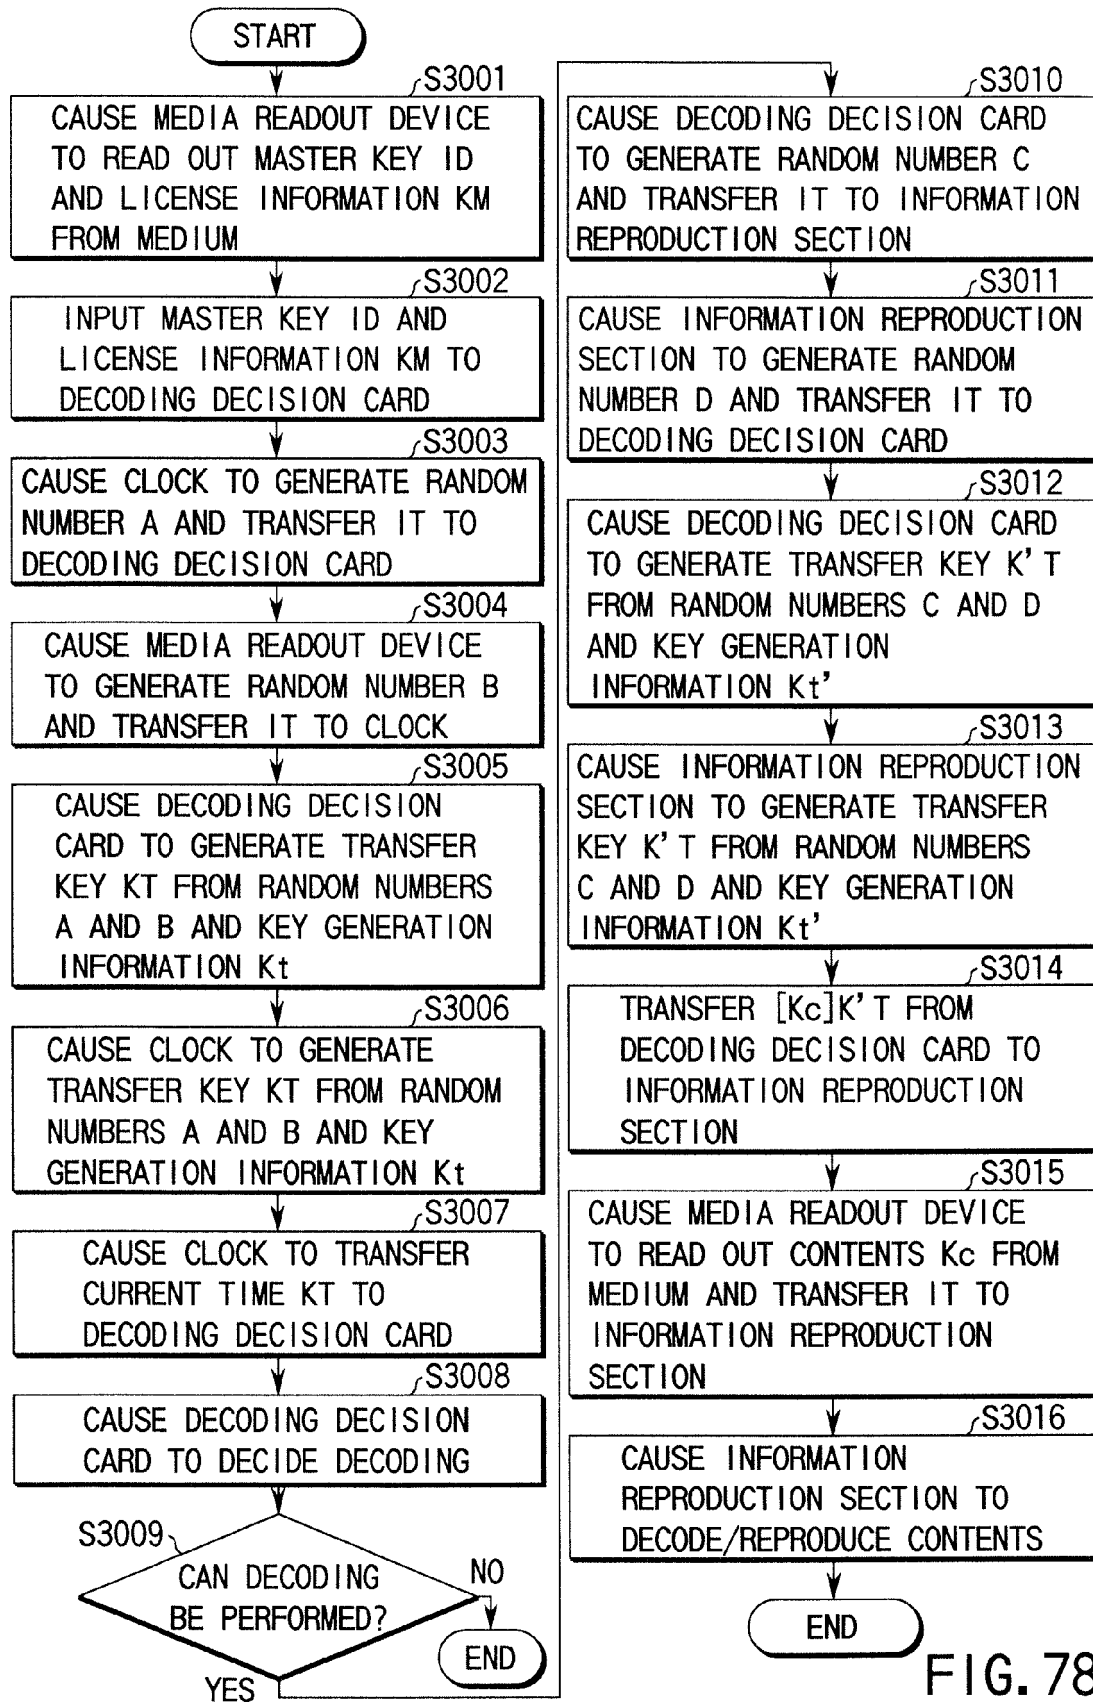 START
S3001
CAUSE MEDIA READOUT DEVICE
TO READ OUT MASTER KEY ID
AND LICENSE INFORMATION KM
FROM MEDIUM
S3002
INPUT MASTER KEY ID AND
LICENSE INFORMATION KM TO
DECODING DECISION CARD
S3003
CAUSE CLOCK TO GENERATE RANDOM
NUMBER A AND TRANSFER IT TO
DECODING DECISION CARD
S3004
CAUSE MEDIA READOUT DEVICE
TO GENERATE RANDOM NUMBER B
AND TRANSFER IT TO CLOCK
S3005
CAUSE DECODING DECISION
CARD TO GENERATE TRANSFER
KEY KT FROM RANDOM NUMBERS
A AND B AND KEY GENERATION
INFORMATION Kt
S3006
CAUSE CLOCK TO GENERATE
TRANSFER KEY KT FROM RANDOM
NUMBERS A AND B AND KEY
GENERATION INFORMATION Kt
S3007
CAUSE CLOCK TO TRANSFER
CURRENT TIME KT TO
DECODING DECISION CARD
S3008
CAUSE DECODING DECISION
CARD TO DECIDE DECODING
S3009
CAN DECODING
BE PERFORMED?
NO
END
YES
S3010
CAUSE DECODING DECISION CARD
TO GENERATE RANDOM NUMBER C
AND TRANSFER IT TO INFORMATION
REPRODUCTION SECTION
S3011
CAUSE INFORMATION REPRODUCTION
SECTION TO GENERATE RANDOM
NUMBER D AND TRANSFER IT TO
DECODING DECISION CARD
S3012
CAUSE DECODING DECISION CARD
TO GENERATE TRANSFER KEY K'T
FROM RANDOM NUMBERS C AND D
AND KEY GENERATION
INFORMATION Kt'
S3013
CAUSE INFORMATION REPRODUCTION
SECTION TO GENERATE TRANSFER
KEY K'T FROM RANDOM NUMBERS
C AND D AND KEY GENERATION
INFORMATION Kt'
S3014
TRANSFER [Kc]K'T FROM
DECODING DECISION CARD TO
INFORMATION REPRODUCTION
SECTION
S3015
CAUSE MEDIA READOUT DEVICE
TO READ OUT CONTENTS Kc FROM
MEDIUM AND TRANSFER IT TO
INFORMATION REPRODUCTION
SECTION
S3016
CAUSE INFORMATION
REPRODUCTION SECTION TO
DECODE/REPRODUCE CONTENTS
END
FIG. 78